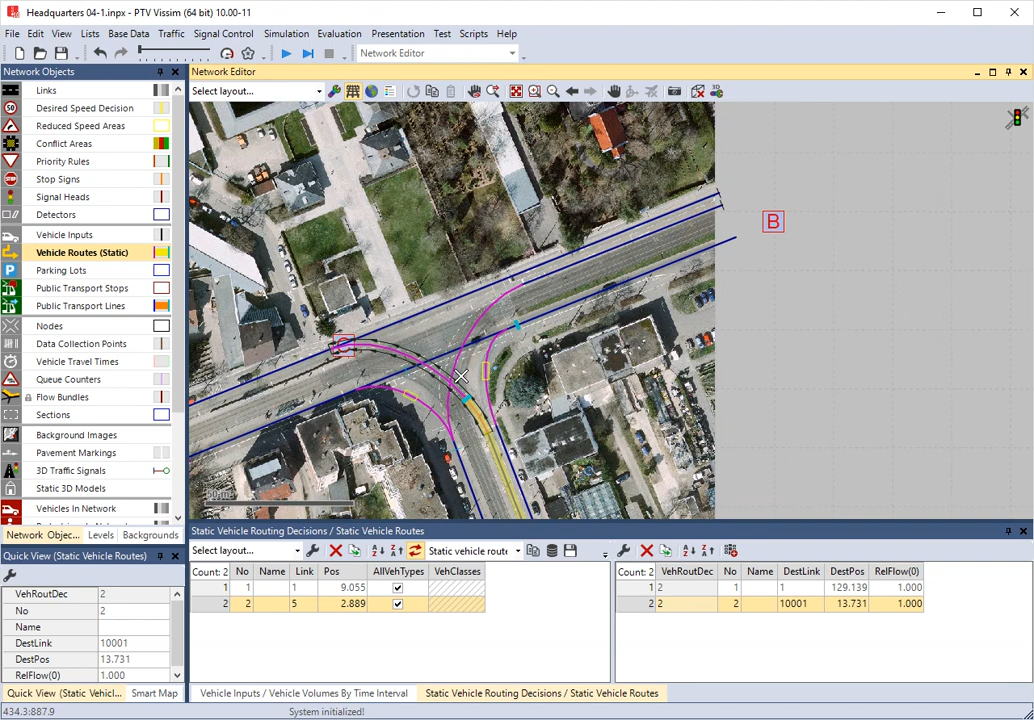 Headquarters 04-1.inpx - PTV Vissim (64 bit) 10.00-11
File Edit View Lists Base Data Traffic Signal Control Simulation Evaluation Presentation Test Scripts Help
Network Editor
Network Objects
Links
Desired Speed Decision
Reduced Speed Areas
Conflict Areas
Priority Rules
Stop Signs
Signal Heads
Detectors
Vehicle Inputs
Vehicle Routes (Static)
Parking Lots
Public Transport Stops
Public Transport Lines
Nodes
Data Collection Points
Vehicle Travel Times
Queue Counters
Flow Bundles
Sections
Background Images
Pavement Markings
3D Traffic Signals
Static 3D Models
Vehicles In Network
Network Objec... Levels Backgrounds
Quick View (Static Vehicle Routes)
VehRoutDec 2
No 2
Name
DestLink 10001
DestPos 13.731
RelFlow(0) 1.000
Quick View (Static Vehicl... Smart Map
Network Editor
Select layout...
B
C
Static Vehicle Routing Decisions / Static Vehicle Routes
Select layout... Static vehicle route
Count: 2 No Name Link Pos AllVehTypes VehClasses
1 1 1 9.055
2 2 5 2.889
Count: 2 VehRoutDec No Name DestLink DestPos RelFlow(0)
1 2 1 1 129.139 1.000
2 2 2 10001 13.731 1.000
Vehicle Inputs / Vehicle Volumes By Time Interval Static Vehicle Routing Decisions / Static Vehicle Routes
434.3:887.9 System initialized!